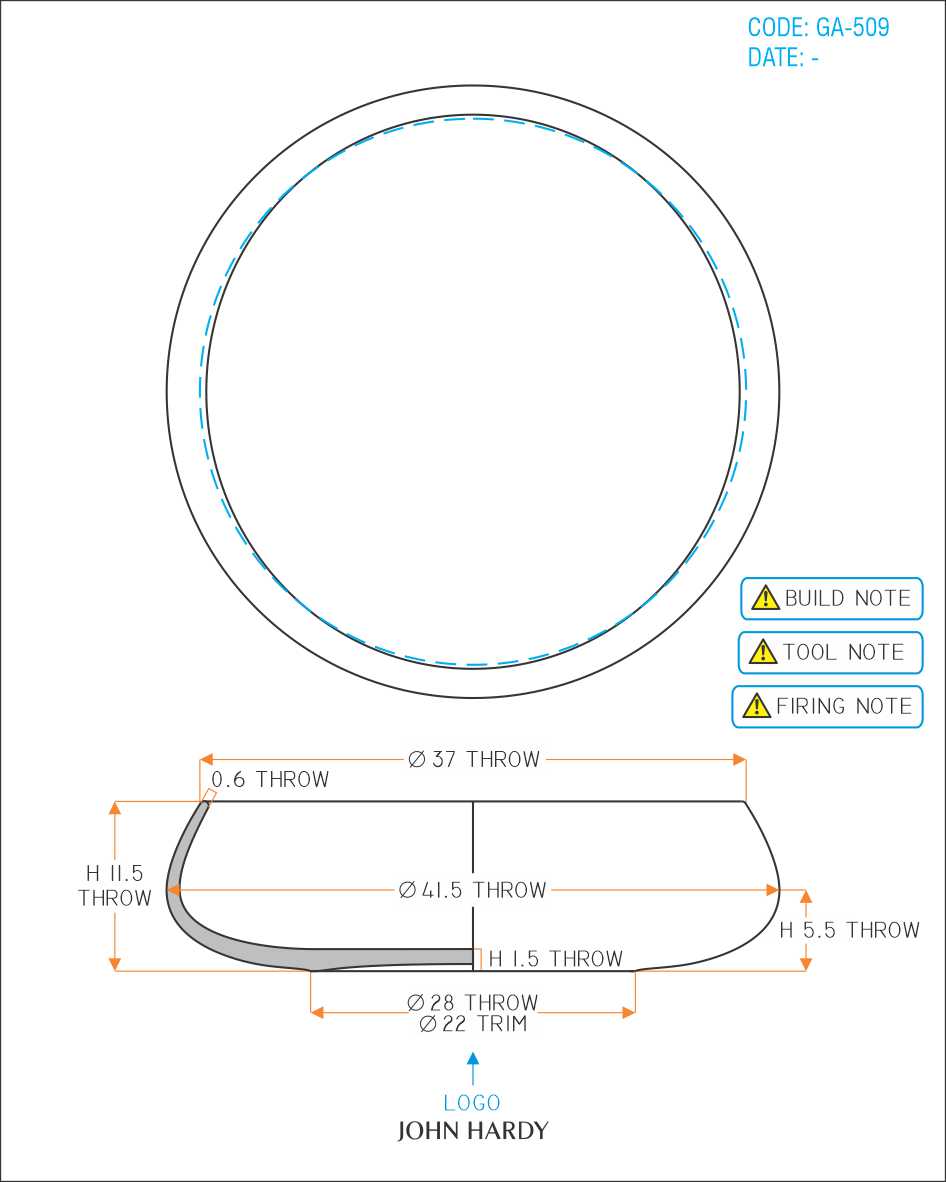 CODE: GA-509
DATE: -
BUILD NOTE
TOOL NOTE
FIRING NOTE
Ø 37 THROW
0.6 THROW
H 11.5
THROW
Ø 41.5 THROW
H 5.5 THROW
H 1.5 THROW
Ø 28 THROW
Ø 22 TRIM
LOGO
JOHN HARDY